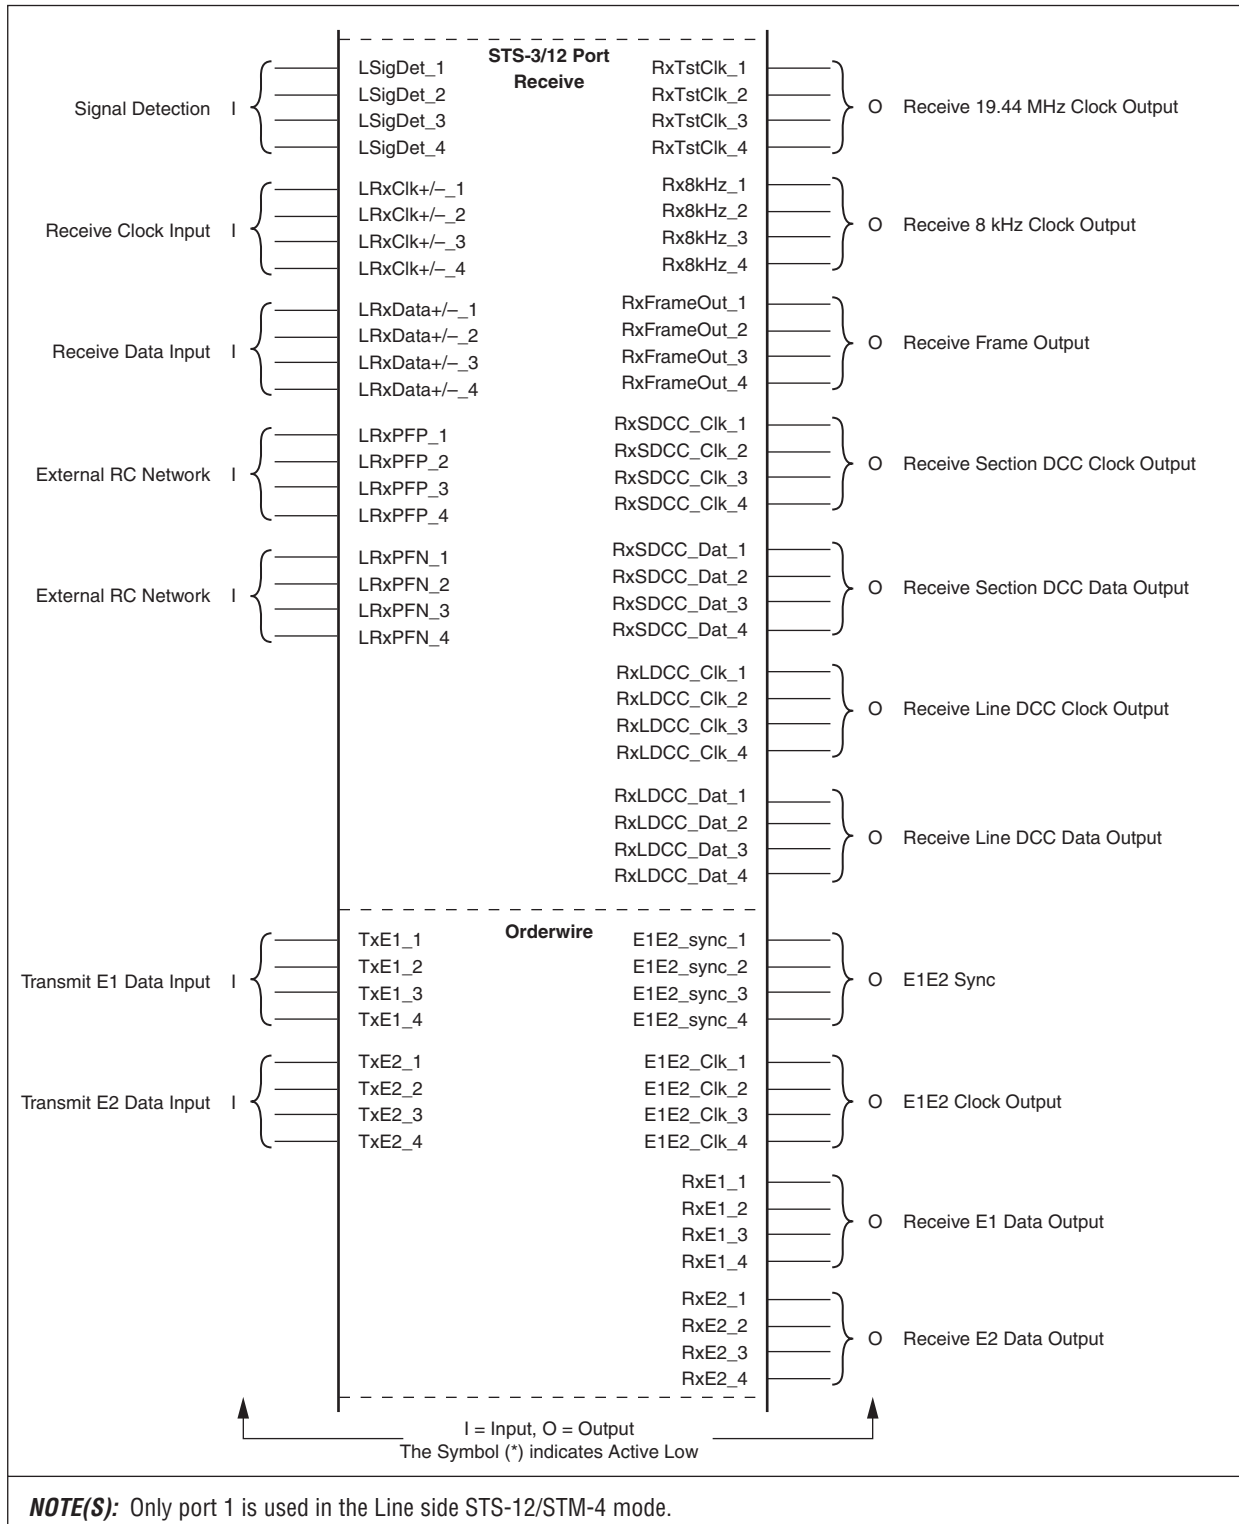 STS-3/12 Port
Receive
Signal Detection I
LSigDet_1
LSigDet_2
LSigDet_3
LSigDet_4
Receive Clock Input I
LRxClk+/–_1
LRxClk+/–_2
LRxClk+/–_3
LRxClk+/–_4
Receive Data Input I
LRxData+/–_1
LRxData+/–_2
LRxData+/–_3
LRxData+/–_4
External RC Network I
LRxPFP_1
LRxPFP_2
LRxPFP_3
LRxPFP_4
External RC Network I
LRxPFN_1
LRxPFN_2
LRxPFN_3
LRxPFN_4
RxTstClk_1
RxTstClk_2
RxTstClk_3
RxTstClk_4
O Receive 19.44 MHz Clock Output
Rx8kHz_1
Rx8kHz_2
Rx8kHz_3
Rx8kHz_4
O Receive 8 kHz Clock Output
RxFrameOut_1
RxFrameOut_2
RxFrameOut_3
RxFrameOut_4
O Receive Frame Output
RxSDCC_Clk_1
RxSDCC_Clk_2
RxSDCC_Clk_3
RxSDCC_Clk_4
O Receive Section DCC Clock Output
RxSDCC_Dat_1
RxSDCC_Dat_2
RxSDCC_Dat_3
RxSDCC_Dat_4
O Receive Section DCC Data Output
RxLDCC_Clk_1
RxLDCC_Clk_2
RxLDCC_Clk_3
RxLDCC_Clk_4
O Receive Line DCC Clock Output
RxLDCC_Dat_1
RxLDCC_Dat_2
RxLDCC_Dat_3
RxLDCC_Dat_4
O Receive Line DCC Data Output
Orderwire
Transmit E1 Data Input I
TxE1_1
TxE1_2
TxE1_3
TxE1_4
Transmit E2 Data Input I
TxE2_1
TxE2_2
TxE2_3
TxE2_4
E1E2_sync_1
E1E2_sync_2
E1E2_sync_3
E1E2_sync_4
O E1E2 Sync
E1E2_Clk_1
E1E2_Clk_2
E1E2_Clk_3
E1E2_Clk_4
O E1E2 Clock Output
RxE1_1
RxE1_2
RxE1_3
RxE1_4
O Receive E1 Data Output
RxE2_1
RxE2_2
RxE2_3
RxE2_4
O Receive E2 Data Output
I = Input, O = Output
The Symbol (*) indicates Active Low
NOTE(S): Only port 1 is used in the Line side STS-12/STM-4 mode.